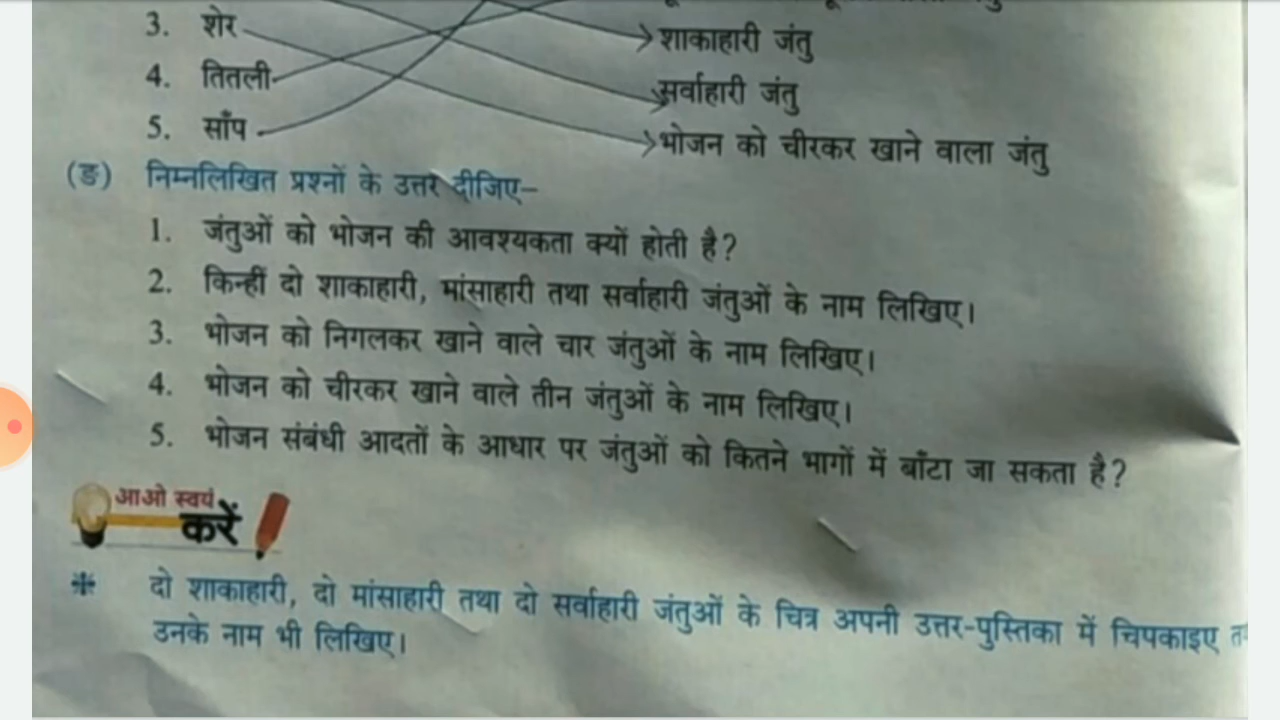 3. शेर
शाकाहारी जंतु
4. तितली
सर्वाहारी जंतु
5. साँप
भोजन को चीरकर खाने वाला जंतु
(ङ) निम्नलिखित प्रश्नों के उत्तर दीजिए–
1. जंतुओं को भोजन की आवश्यकता क्यों होती है?
2. किन्हीं दो शाकाहारी, मांसाहारी तथा सर्वाहारी जंतुओं के नाम लिखिए।
3. भोजन को निगलकर खाने वाले चार जंतुओं के नाम लिखिए।
4. भोजन को चीरकर खाने वाले तीन जंतुओं के नाम लिखिए।
5. भोजन संबंधी आदतों के आधार पर जंतुओं को कितने भागों में बाँटा जा सकता है?
आओ स्वयं
करें
* दो शाकाहारी, दो मांसाहारी तथा दो सर्वाहारी जंतुओं के चित्र अपनी उत्तर-पुस्तिका में चिपकाइए
उनके नाम भी लिखिए।